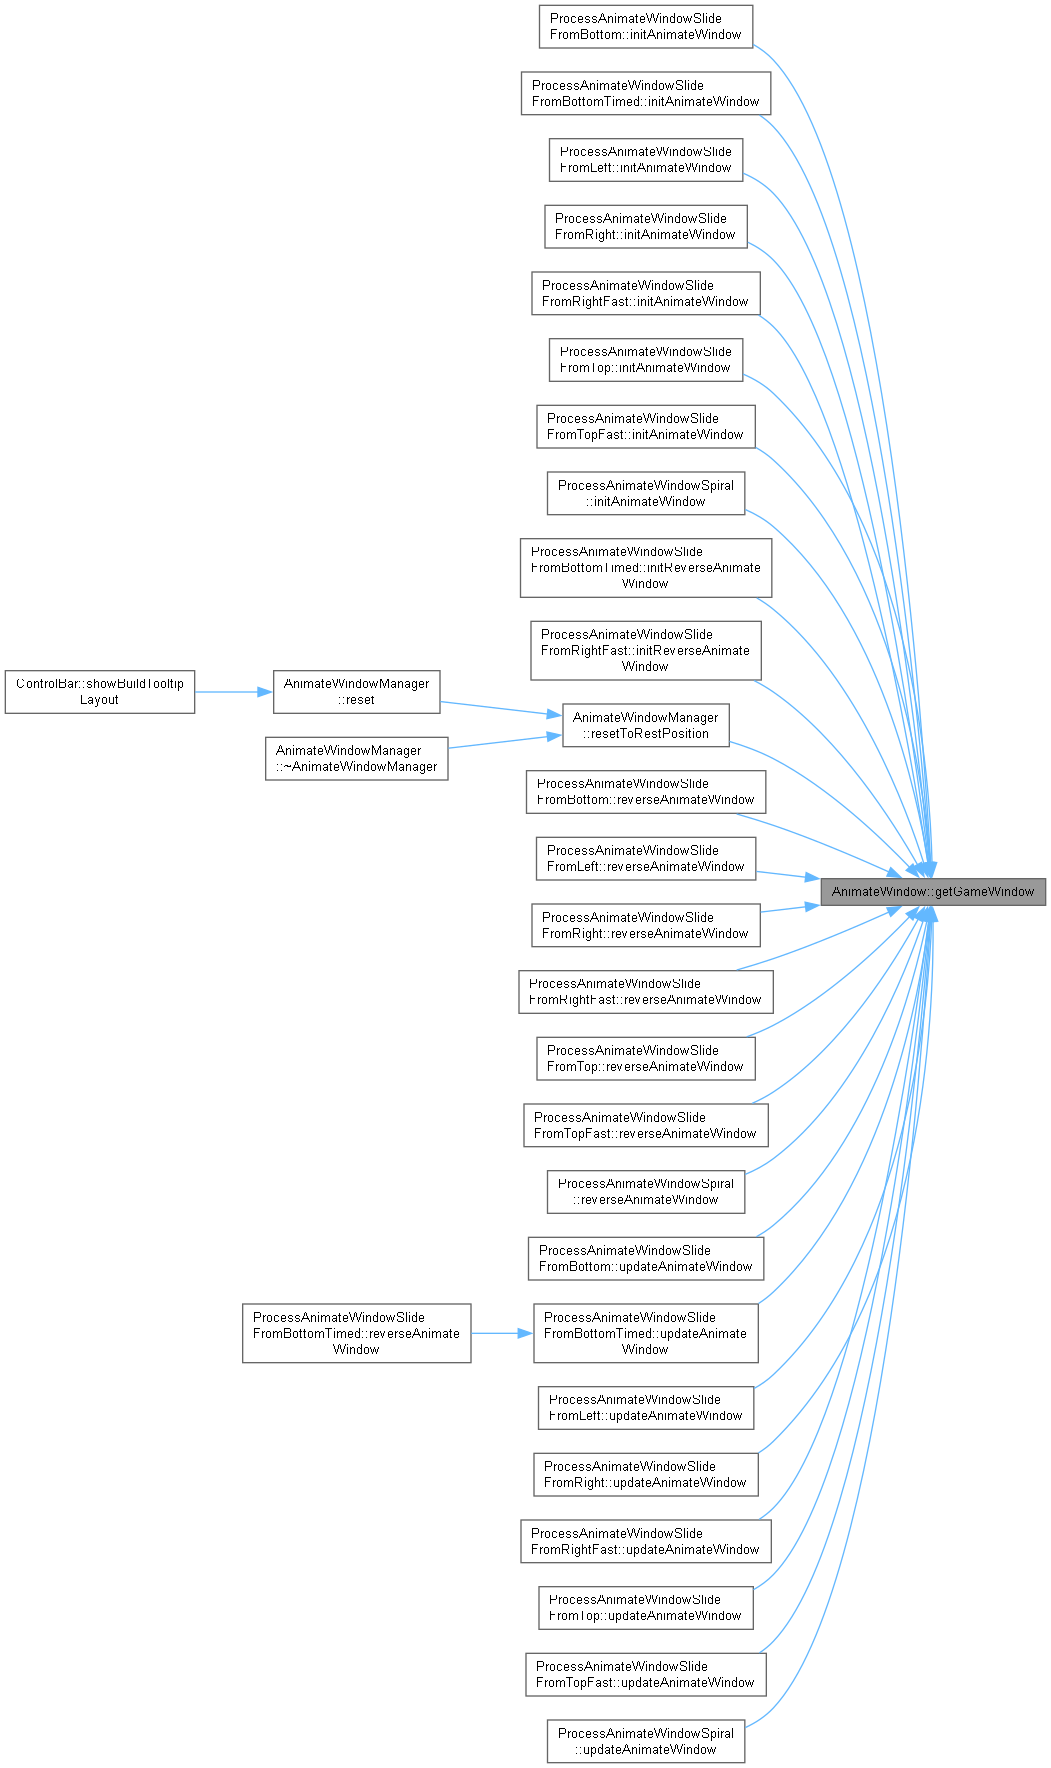 ProcessAnimateWindowSlide
FromBottom::initAnimateWindow
ProcessAnimateWindowSlide
FromBottomTimed::initAnimateWindow
ProcessAnimateWindowSlide
FromLeft::initAnimateWindow
ProcessAnimateWindowSlide
FromRight::initAnimateWindow
ProcessAnimateWindowSlide
FromRightFast::initAnimateWindow
ProcessAnimateWindowSlide
FromTop::initAnimateWindow
ProcessAnimateWindowSlide
FromTopFast::initAnimateWindow
ProcessAnimateWindowSpiral
::initAnimateWindow
ProcessAnimateWindowSlide
FromBottomTimed::initReverseAnimate
Window
ProcessAnimateWindowSlide
FromRightFast::initReverseAnimate
Window
ControlBar::showBuildTooltip
Layout
AnimateWindowManager
::reset
AnimateWindowManager
::resetToRestPosition
AnimateWindowManager
::~AnimateWindowManager
ProcessAnimateWindowSlide
FromBottom::reverseAnimateWindow
ProcessAnimateWindowSlide
FromLeft::reverseAnimateWindow
AnimateWindow::getGameWindow
ProcessAnimateWindowSlide
FromRight::reverseAnimateWindow
ProcessAnimateWindowSlide
FromRightFast::reverseAnimateWindow
ProcessAnimateWindowSlide
FromTop::reverseAnimateWindow
ProcessAnimateWindowSlide
FromTopFast::reverseAnimateWindow
ProcessAnimateWindowSpiral
::reverseAnimateWindow
ProcessAnimateWindowSlide
FromBottom::updateAnimateWindow
ProcessAnimateWindowSlide
FromBottomTimed::reverseAnimate
Window
ProcessAnimateWindowSlide
FromBottomTimed::updateAnimate
Window
ProcessAnimateWindowSlide
FromLeft::updateAnimateWindow
ProcessAnimateWindowSlide
FromRight::updateAnimateWindow
ProcessAnimateWindowSlide
FromRightFast::updateAnimateWindow
ProcessAnimateWindowSlide
FromTop::updateAnimateWindow
ProcessAnimateWindowSlide
FromTopFast::updateAnimateWindow
ProcessAnimateWindowSpiral
::updateAnimateWindow